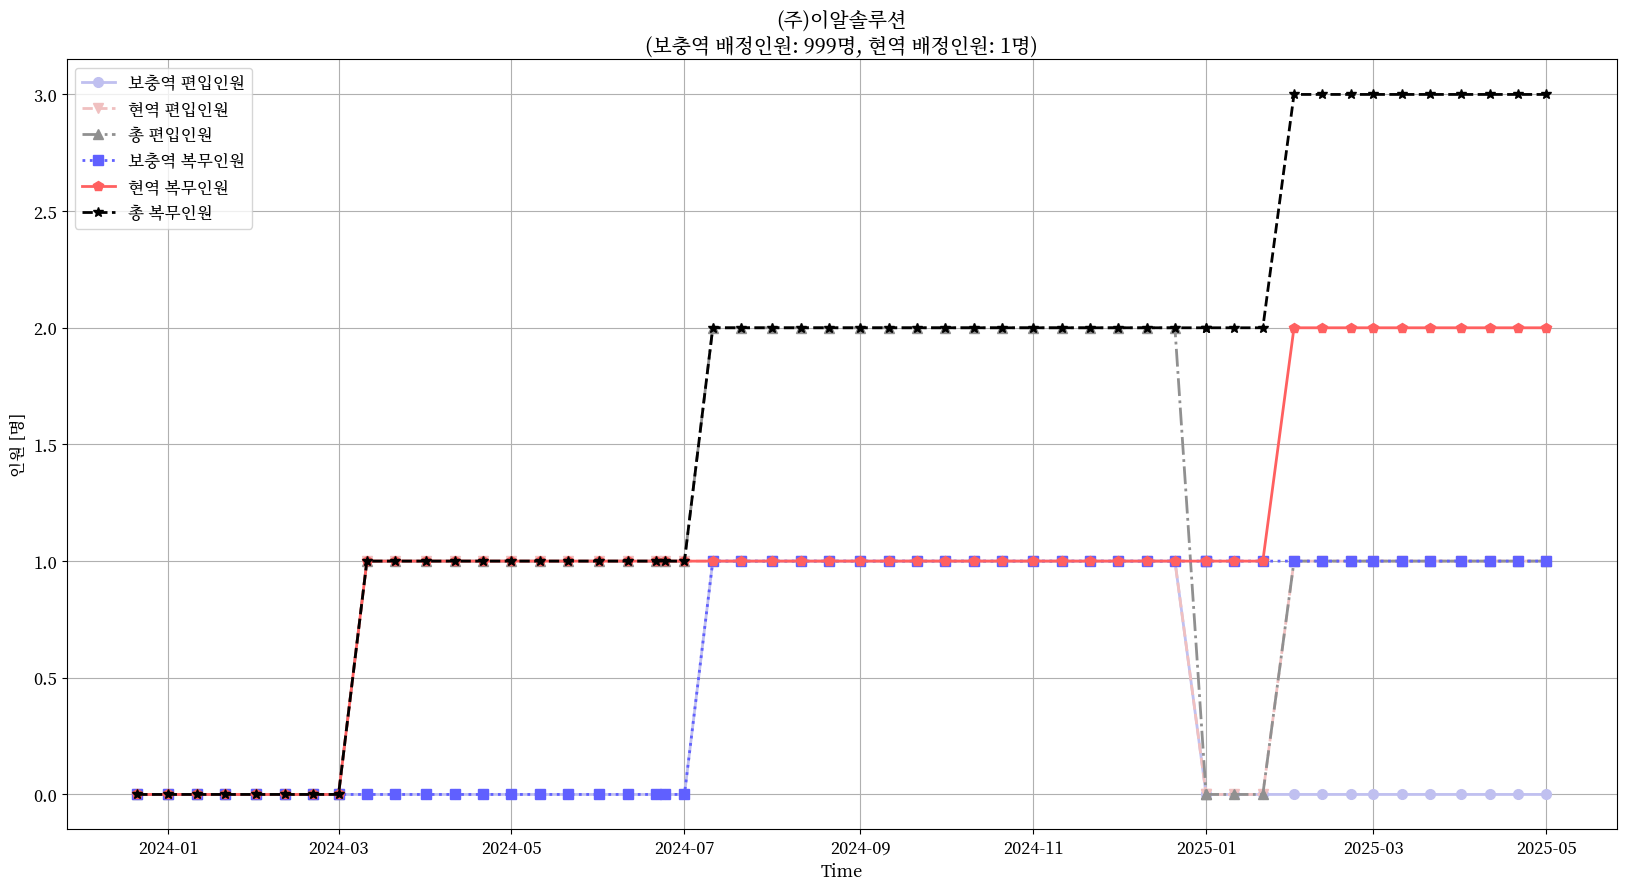 (주)이알솔루션
(보충역 배정인원: 999명, 현역 배정인원: 1명)
보충역 편입인원
현역 편입인원
총 편입인원
보충역 복무인원
현역 복무인원
총 복무인원
인원 [명]
3.0
2.5
2.0
1.5
1.0
0.5
0.0
2024-01 2024-03 2024-05 2024-07 2024-09 2024-11 2025-01 2025-03 2025-05
Time